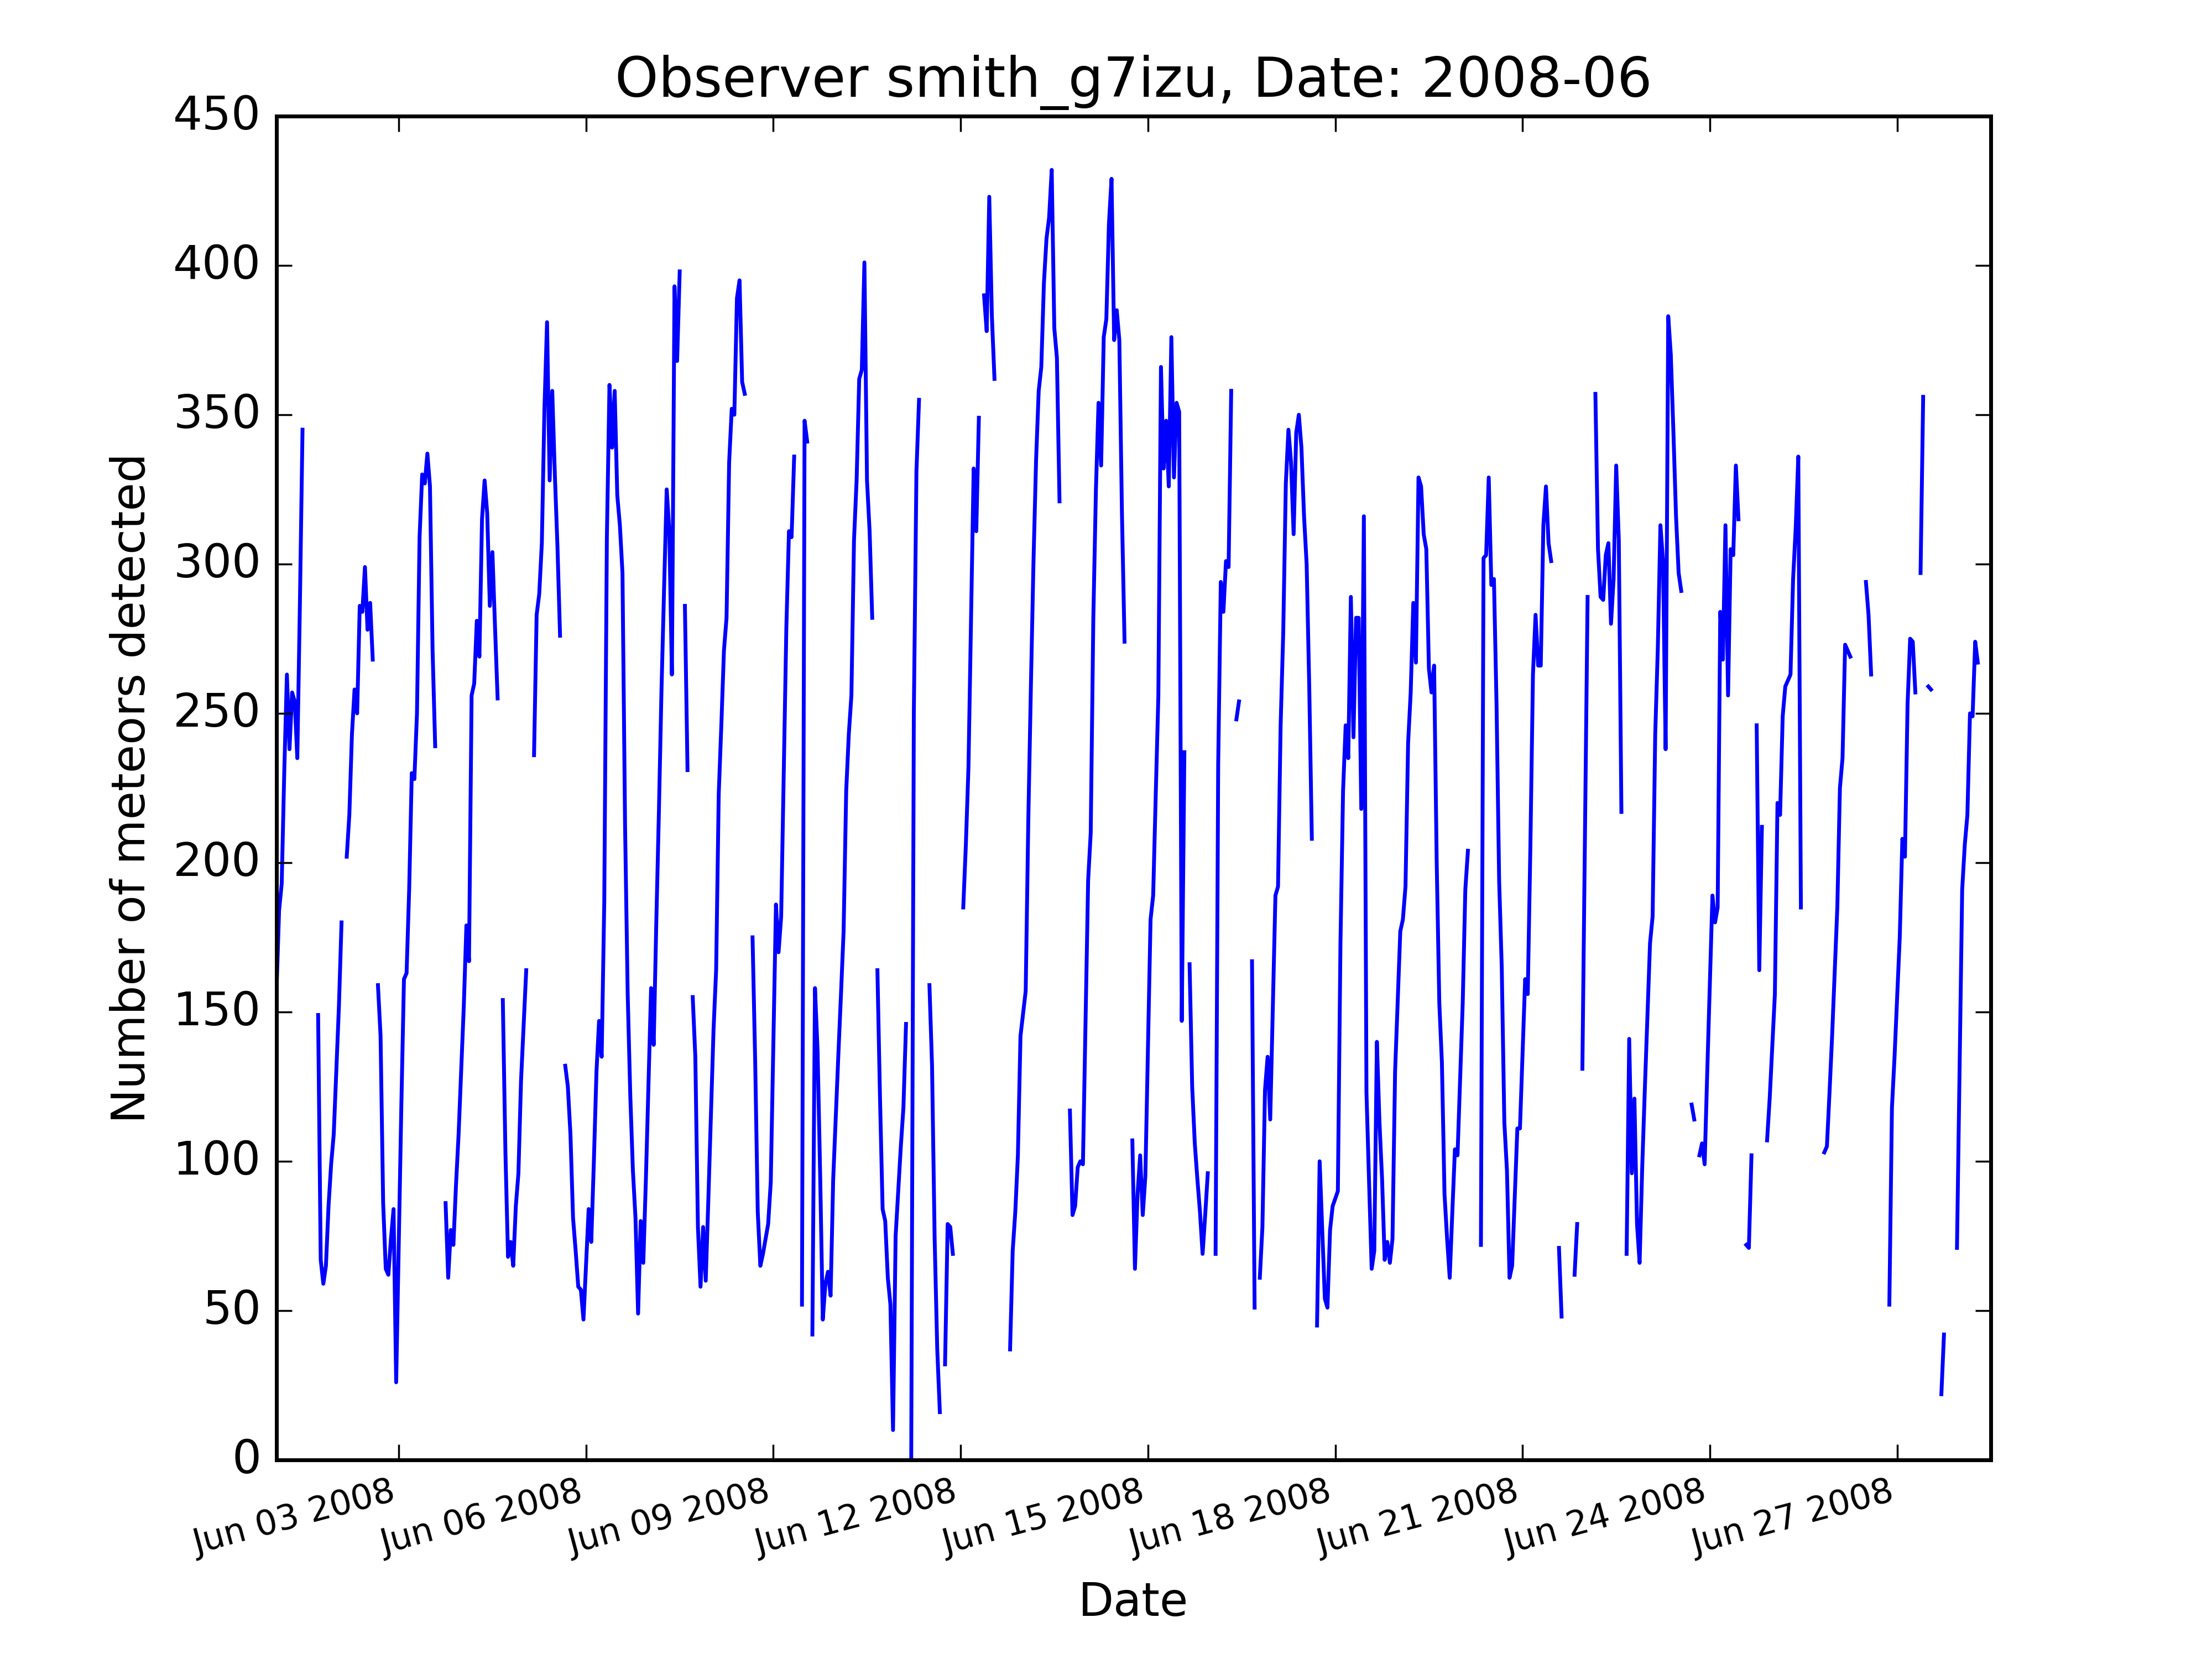 Observer smith_g7izu, Date: 2008-06
450
400
350
300
250
200
150
100
50
0
Number of meteors detected
Jun 03 2008
Jun 06 2008
Jun 09 2008
Jun 12 2008
Jun 15 2008
Jun 18 2008
Jun 21 2008
Jun 24 2008
Jun 27 2008
Date